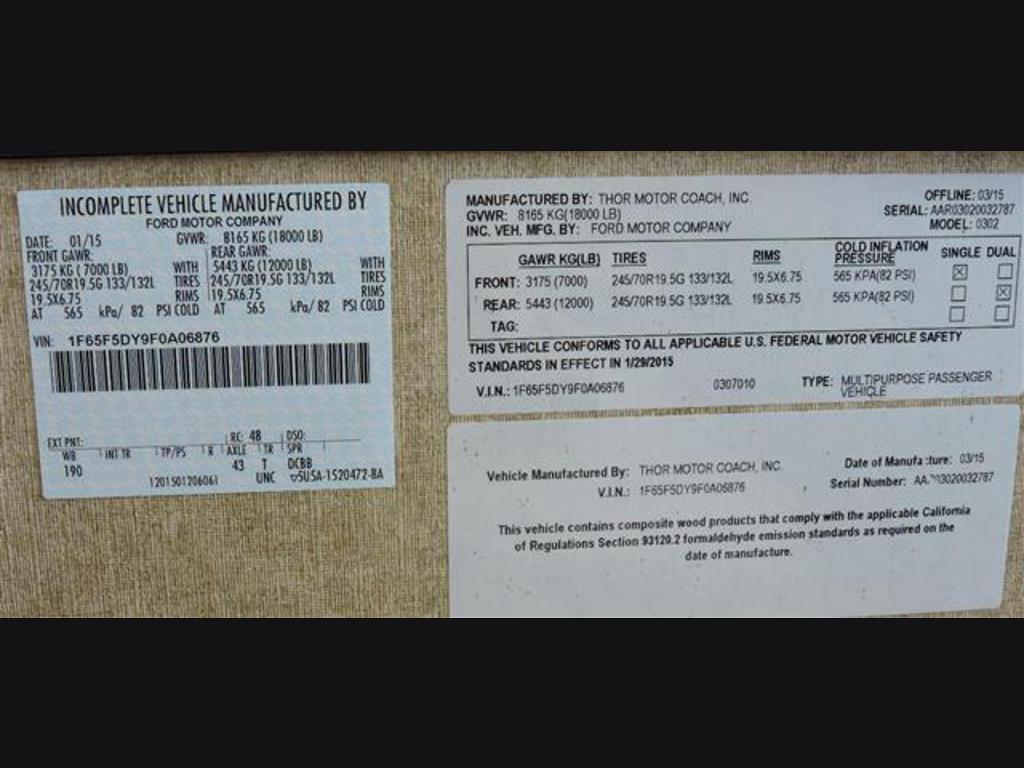 INCOMPLETE VEHICLE MANUFACTURED BY
FORD MOTOR COMPANY
DATE: 01/15 GVWR: 8165 KG (18000 LB)
FRONT GAWR: REAR GAWR:
3175 KG ( 7000 LB) WITH 5443 KG (12000 LB) WITH
245/70R19.5G 133/132L TIRES 245/70R19.5G 133/132L TIRES
19.5X6.75 RIMS 19.5X6.75 RIMS
AT 565 kPa/ 82 PSI COLD AT 565 kPa/ 82 PSI COLD
VIN: 1F65F5DY9F0A06876
EXT PNT: RC: 48 DSO:
WB INT TR TP/PS R AXLE TR SPR
190 43 T DCBB
1201501206061 UNC 5U5A-1520472-BA
MANUFACTURED BY: THOR MOTOR COACH, INC. OFFLINE: 03/15
GVWR: 8165 KG(18000 LB) SERIAL: AAR03020032787
INC. VEH. MFG. BY: FORD MOTOR COMPANY MODEL: 0302
GAWR KG(LB) TIRES RIMS COLD INFLATION PRESSURE SINGLE DUAL
FRONT: 3175 (7000) 245/70R19.5G 133/132L 19.5X6.75 565 KPA(82 PSI)
REAR: 5443 (12000) 245/70R19.5G 133/132L 19.5X6.75 565 KPA(82 PSI)
TAG:
THIS VEHICLE CONFORMS TO ALL APPLICABLE U.S. FEDERAL MOTOR VEHICLE SAFETY
STANDARDS IN EFFECT IN 1/29/2015
V.I.N.: 1F65F5DY9F0A06876 0307010 TYPE: MULTIPURPOSE PASSENGER
VEHICLE
Vehicle Manufactured By: THOR MOTOR COACH, INC. Date of Manufa ture: 03/15
V.I.N.: 1F65F5DY9F0A06876 Serial Number:
This vehicle contains composite wood products that comply with the applicable California
of Regulations Section 93120.2 formaldehyde emission standards as required on the
date of manufacture.